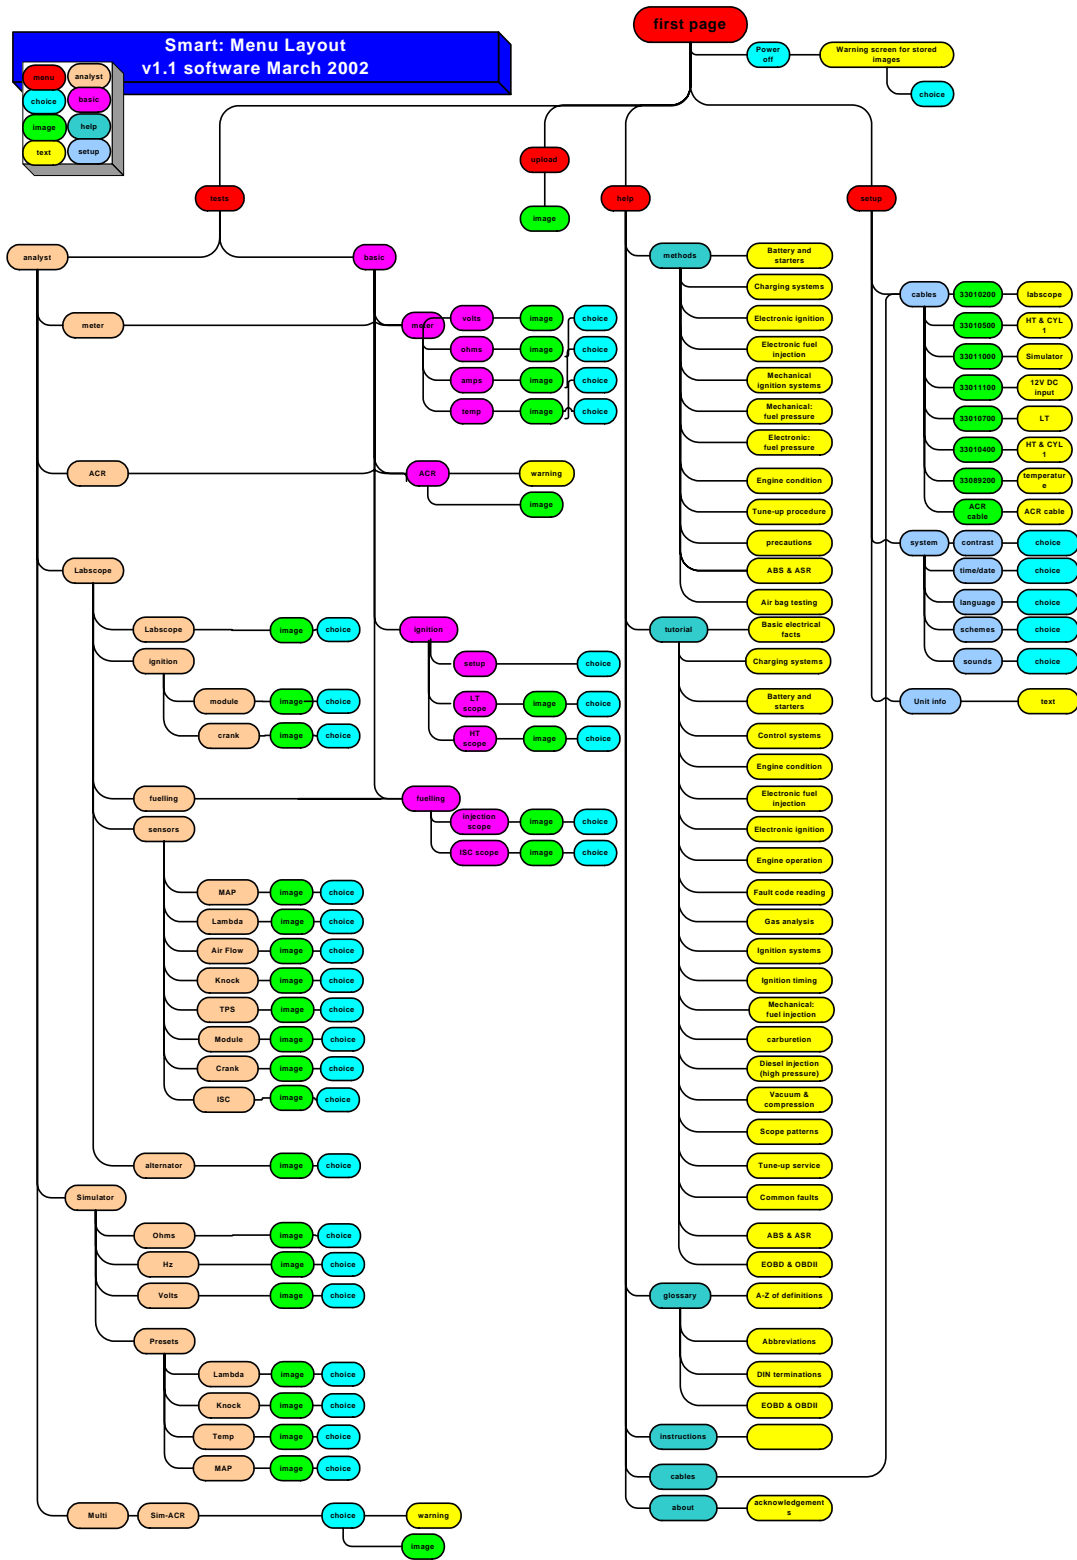 first page
Smart: Menu Layout
v1.1 software March 2002
Power
off
Warning screen for stored
images
choice
menu
analyst
choice
basic
image
help
text
setup
upload
image
tests
help
setup
analyst
basic
meter
meter
volts
image
choice
ohms
image
choice
amps
image
choice
temp
image
choice
ACR
ACR
warning
image
Labscope
Labscope
image
choice
ignition
module
image
choice
crank
image
choice
Ignition
setup
choice
LT
scope
image
choice
HT
scope
image
choice
fuelling
fuelling
injection
scope
image
choice
ISC scope
image
choice
sensors
MAP
image
choice
Lambda
image
choice
Air Flow
image
choice
Knock
image
choice
TPS
image
choice
Module
image
choice
Crank
image
choice
ISC
image
choice
alternator
image
choice
Simulator
Ohms
image
choice
Hz
image
choice
Volts
image
choice
Presets
Lambda
image
choice
Knock
image
choice
Temp
image
choice
MAP
image
choice
Multi
Sim-ACR
choice
warning
image
methods
Battery and
starters
Charging systems
Electronic ignition
Electronic fuel
injection
Mechanical
ignition systems
Mechanical:
fuel pressure
Electronic:
fuel pressure
Engine condition
Tune-up procedure
precautions
ABS & ASR
Air bag testing
tutorial
Basic electrical
facts
Charging systems
Battery and
starters
Control systems
Engine condition
Electronic fuel
injection
Electronic ignition
Engine operation
Fault code reading
Gas analysis
Ignition systems
Ignition timing
Mechanical:
fuel injection
carburetion
Diesel injection
(high pressure)
Vacuum &
compression
Scope patterns
Tune-up service
Common faults
ABS & ASR
EOBD & OBDII
glossary
A-Z of definitions
Abbreviations
DIN terminations
EOBD & OBDII
instructions
cables
about
acknowledgement
s
cables
33010200
labscope
33010500
HT & CYL
1
33011000
Simulator
33011100
12V DC
input
33010700
LT
33010400
HT & CYL
1
33089200
temperatur
e
ACR
cable
ACR cable
system
contrast
choice
time/date
choice
language
choice
schemes
choice
sounds
choice
Unit info
text